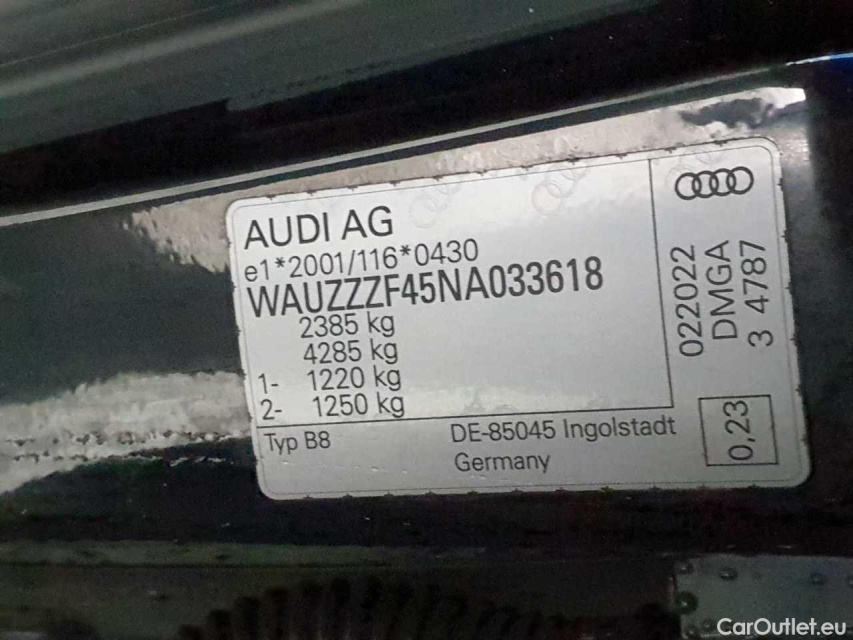 AUDI AG
e1*2001/116*0430
WAUZZZF45NA033618
2385 kg
4285 kg
1- 1220 kg
2- 1250 kg
Typ B8
DE-85045 Ingolstadt
Germany
022022
DMGA
3 4787
0,23
CarOutlet.eu